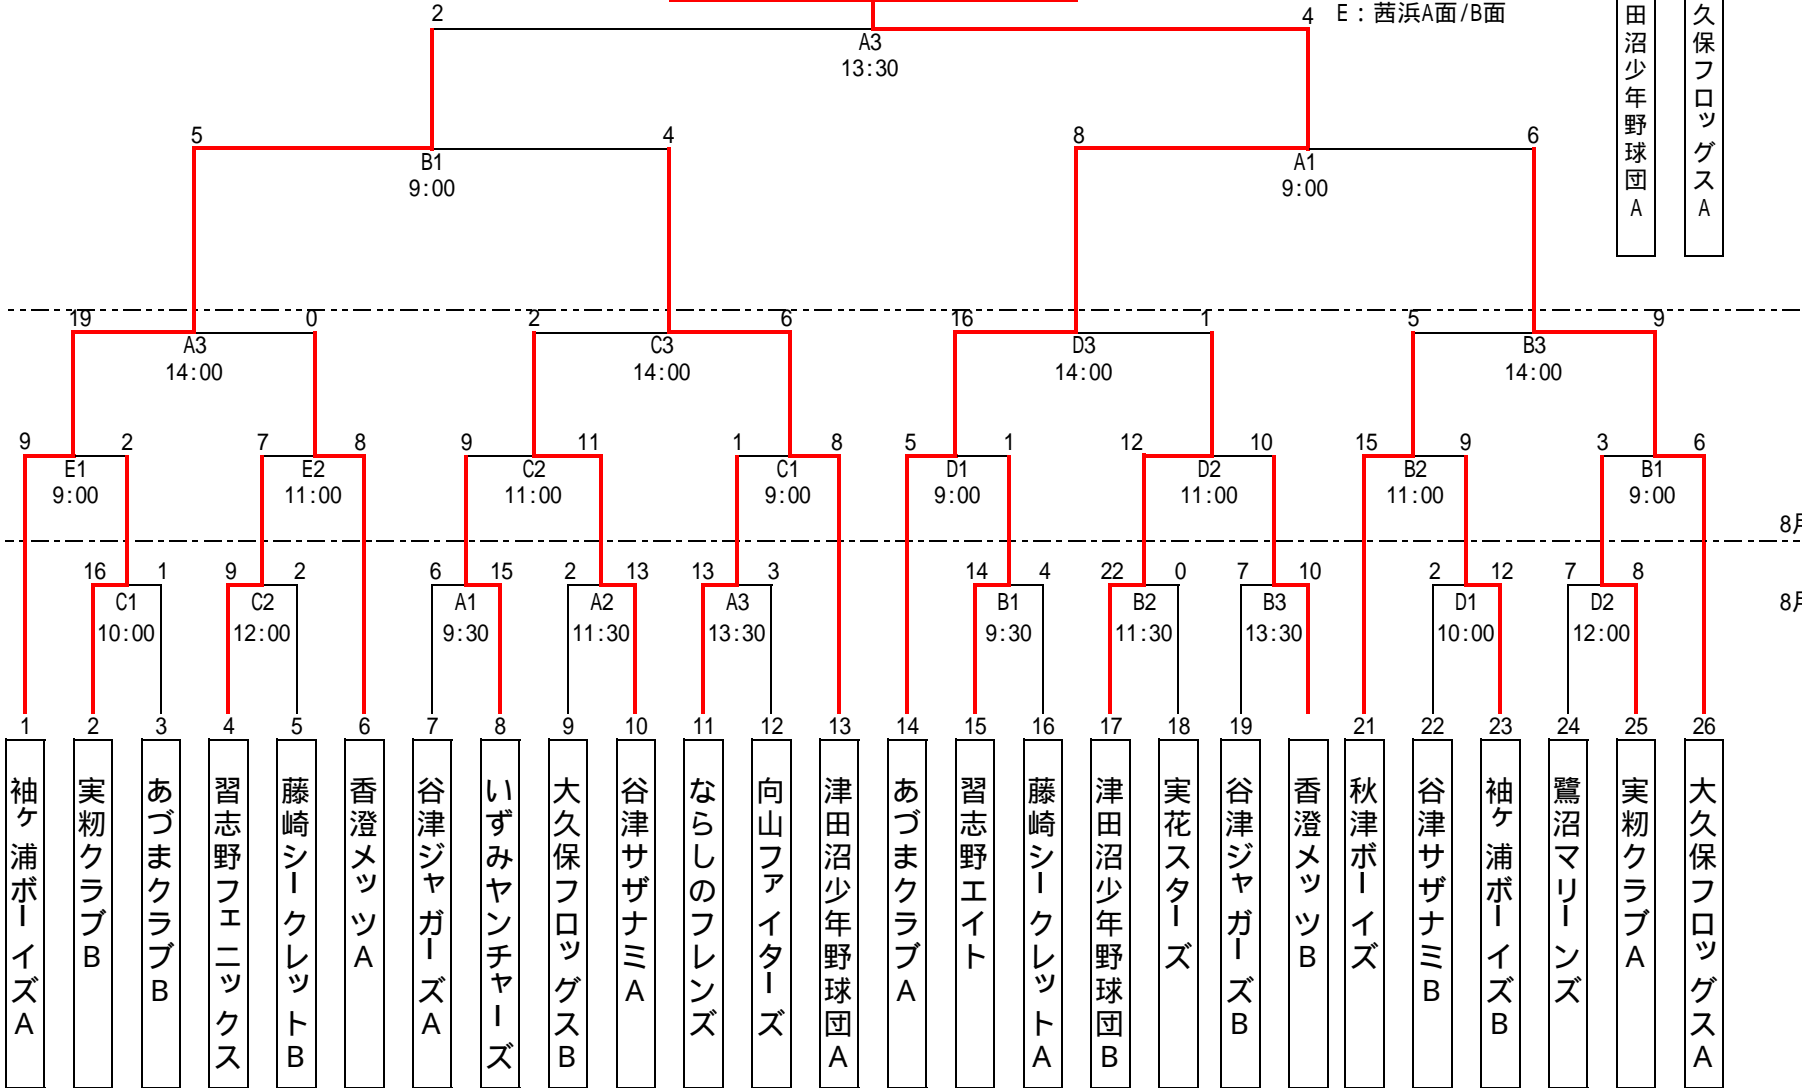 2 4 E：茜浜A面/B面
A3
13:30
田沼少年野球団A
久保フロッグスA
5 4 8 6
B1 A1
9:00 9:00
19 0 2 6 16 1 5 9
A3 C3 D3 B3
14:00 14:00 14:00 14:00
9 2 7 8 9 11 1 8 5 1 12 10 15 9 3 6
E1 E2 C2 C1 D1 D2 B2 B1
9:00 11:00 11:00 9:00 9:00 11:00 11:00 9:00
8月
16 1 9 2 6 15 2 13 13 3 14 4 22 0 7 10 2 12 7 8
C1 C2 A1 A2 A3 B1 B2 B3 D1 D2
8月
10:00 12:00 9:30 11:30 13:30 9:30 11:30 13:30 10:00 12:00
1 2 3 4 5 6 7 8 9 10 11 12 13 14 15 16 17 18 19 21 22 23 24 25 26
袖ケ浦ボーイズA
実籾クラブB
あづまクラブB
習志野フェニックス
藤崎シークレットB
香澄メッツA
谷津ジャガーズA
いずみヤンチャーズ
大久保フロッグスB
谷津サザナミA
ならしのフレンズ
向山ファイターズ
津田沼少年野球団A
あづまクラブA
習志野エイト
藤崎シークレットA
津田沼少年野球団B
実花スターズ
谷津ジャガーズB
香澄メッツB
秋津ボーイズ
谷津サザナミB
袖ケ浦ボーイズB
鷺沼マリーンズ
実籾クラブA
大久保フロッグスA